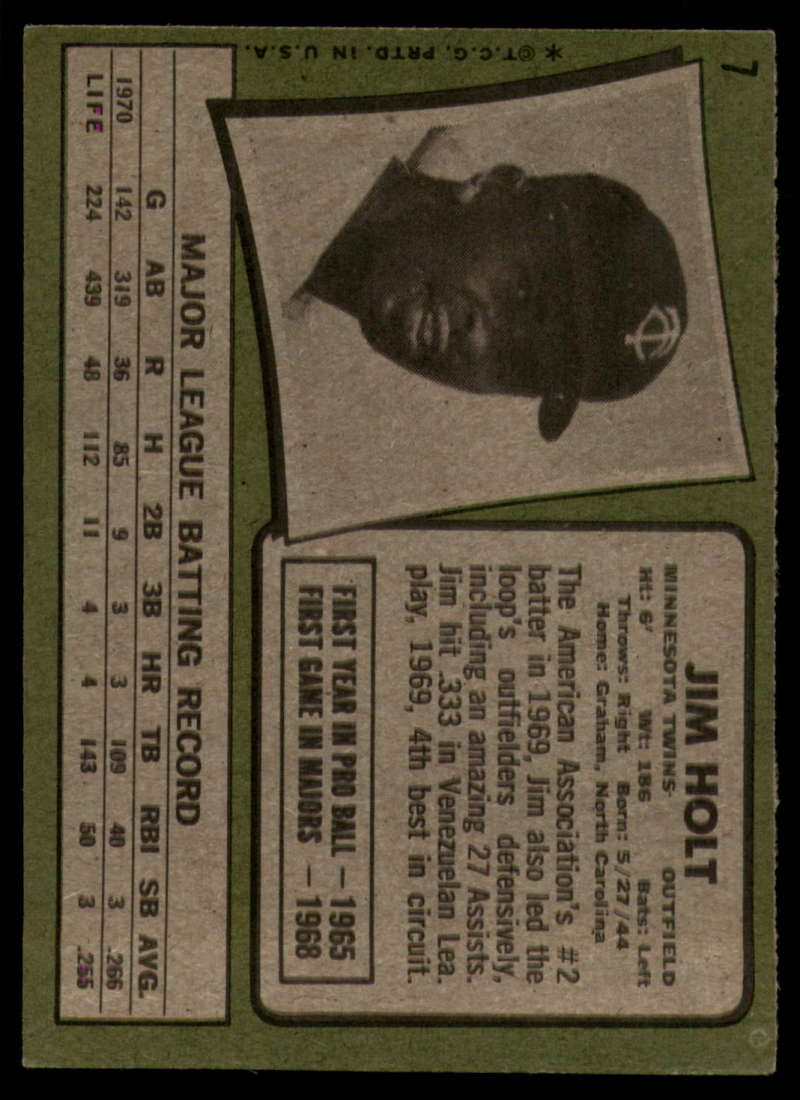 7
* © T.C.G. PRTD. IN U.S.A.
JIM HOLT
MINNESOTA TWINS- OUTFIELD
Ht: 6' Wt: 186 Bats: Left
Throws: Right Born: 5/27/44
Home: Graham, North Carolina
The American Association's #2
batter in 1969, Jim also led the
loop's outfielders defensively,
including an amazing 27 Assists.
Jim hit .333 in Venezuelan Lea.
play, 1969, 4th best in circuit.
FIRST YEAR IN PRO BALL — 1965
FIRST GAME IN MAJORS — 1968
MAJOR LEAGUE BATTING RECORD
G AB R H 2B 3B HR TB RBI SB AVG.
1970 142 319 36 85 9 3 3 109 40 3 .266
LIFE 224 439 48 112 11 4 4 143 50 3 .255